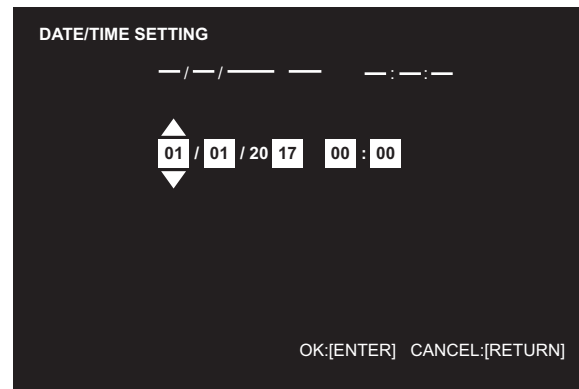 DATE/TIME SETTING
—/—/— — —:—:—
01 / 01 / 20 17 00 : 00
OK:[ENTER] CANCEL:[RETURN]